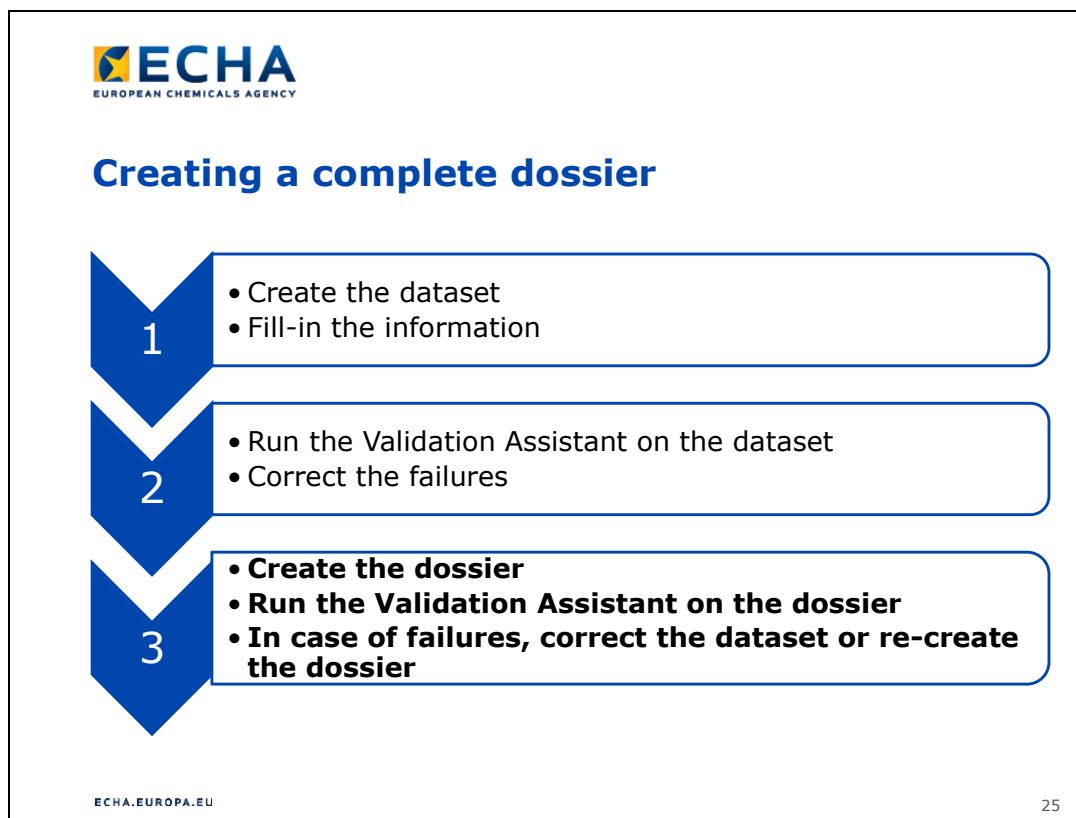 ECHA
EUROPEAN CHEMICALS AGENCY
Creating a complete dossier
1
• Create the dataset
• Fill-in the information
2
• Run the Validation Assistant on the dataset
• Correct the failures
3
• Create the dossier
• Run the Validation Assistant on the dossier
• In case of failures, correct the dataset or re-create
the dossier
ECHA.EUROPA.EU
25